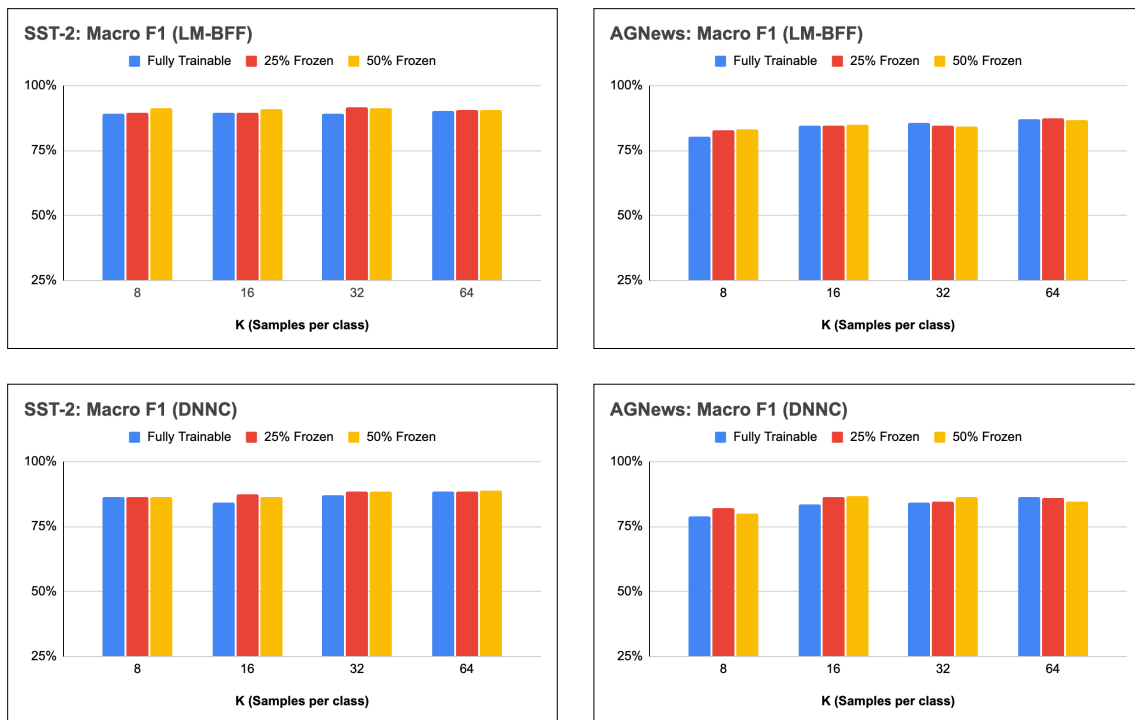 SST-2: Macro F1 (LM-BFF)
Fully Trainable 25% Frozen 50% Frozen
100%
75%
50%
25%
8 16 32 64
K (Samples per class)
AGNews: Macro F1 (LM-BFF)
Fully Trainable 25% Frozen 50% Frozen
100%
75%
50%
25%
8 16 32 64
K (Samples per class)
SST-2: Macro F1 (DNNC)
Fully Trainable 25% Frozen 50% Frozen
100%
75%
50%
25%
8 16 32 64
K (Samples per class)
AGNews: Macro F1 (DNNC)
Fully Trainable 25% Frozen 50% Frozen
100%
75%
50%
25%
8 16 32 64
K (Samples per class)